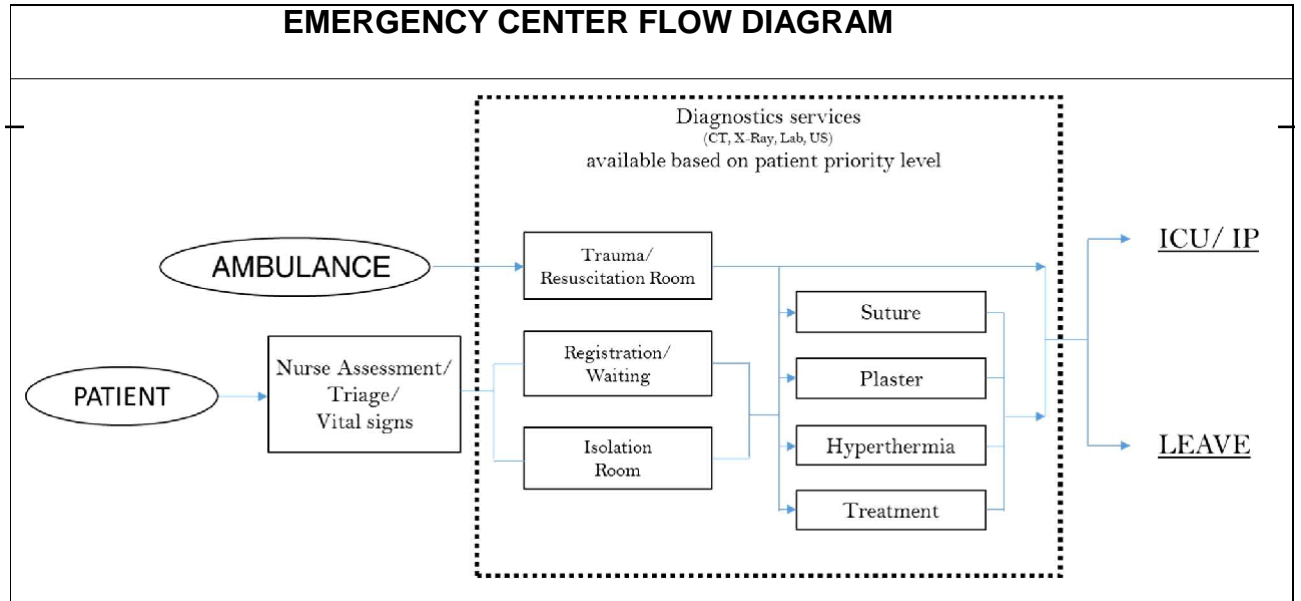 EMERGENCY CENTER FLOW DIAGRAM
Diagnostics services
(CT, X-Ray, Lab, US)
available based on patient priority level
AMBULANCE
Trauma/
Resuscitation Room
ICU/ IP
Suture
PATIENT
Nurse Assessment/
Triage/
Vital signs
Registration/
Waiting
Plaster
Isolation
Room
Hyperthermia
LEAVE
Treatment